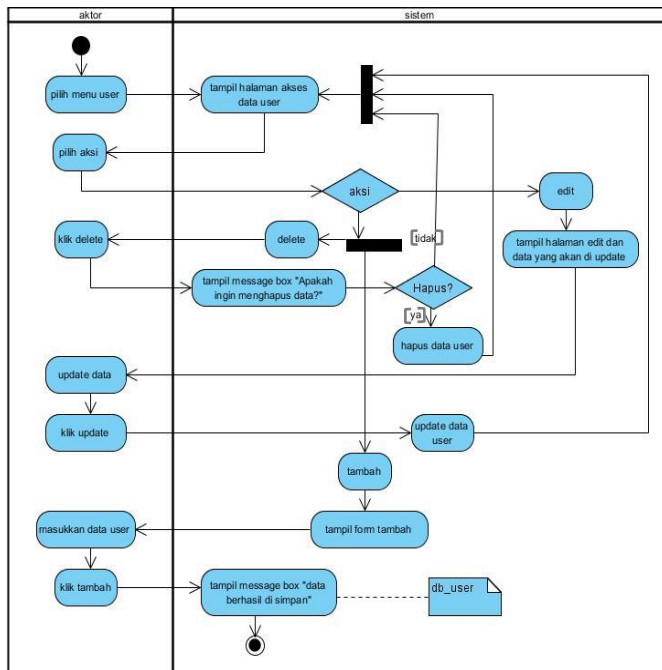 aktor
sistem
pilih menu user
tampil halaman akses
data user
pilih aksi
aksi
edit
klik delete
delete
[tidak]
tampil halaman edit dan
data yang akan di update
tampil message box "Apakah
ingin menghapus data?"
Hapus?
[ya]
hapus data user
update data
klik update
update data
user
tambah
masukkan data user
tampil form tambah
klik tambah
tampil message box "data
berhasil di simpan"
db_user